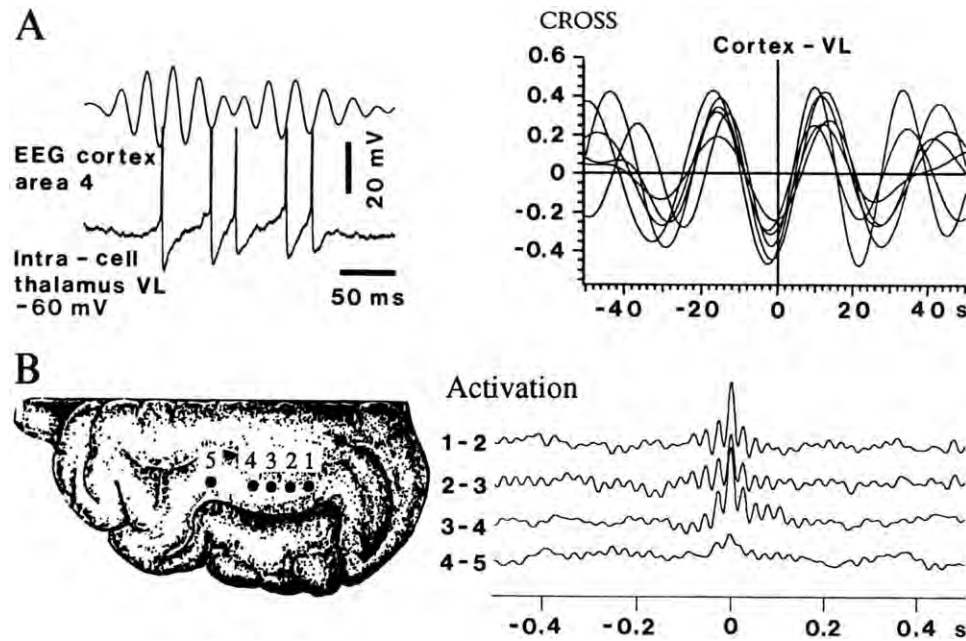 A
EEG cortex
area 4
20 mV
Intra-cell
thalamus VL
-60 mV
50 ms
CROSS
Cortex - VL
0.6
0.4
0.2
0
-0.2
-0.4
-40 -20 0 20 40 s
B
5 4 3 2 1
Activation
1-2
2-3
3-4
4-5
-0.4 -0.2 0 0.2 0.4 s